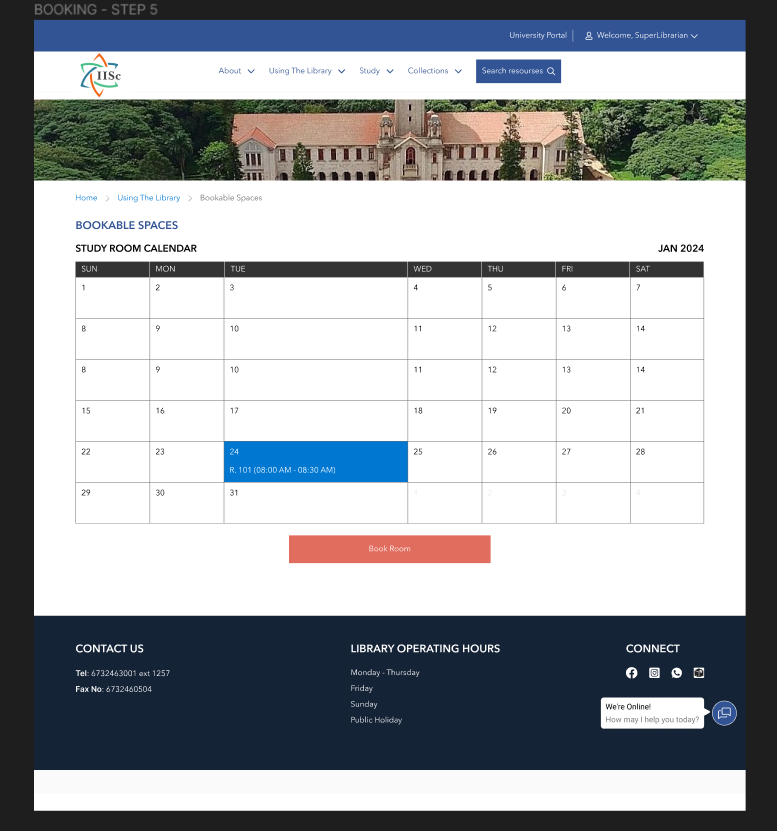 BOOKING - STEP 5
University Portal | Welcome, SuperLibrarian
IISc
About Using The Library Study Collections Search resourses
Home > Using The Library > Bookable Spaces
BOOKABLE SPACES
STUDY ROOM CALENDAR JAN 2024
SUN MON TUE WED THU FRI SAT
1 2 3 4 5 6 7
8 9 10 11 12 13 14
8 9 10 11 12 13 14
15 16 17 18 19 20 21
22 23 24 25 26 27 28
R. 101 (08:00 AM - 08:30 AM)
29 30 31 1 2 3 4
Book Room
CONTACT US LIBRARY OPERATING HOURS CONNECT
Tel: 6732463001 ext 1257 Monday - Thursday
Fax No: 6732460504 Friday
Sunday
Public Holiday
We're Online!
How may I help you today?